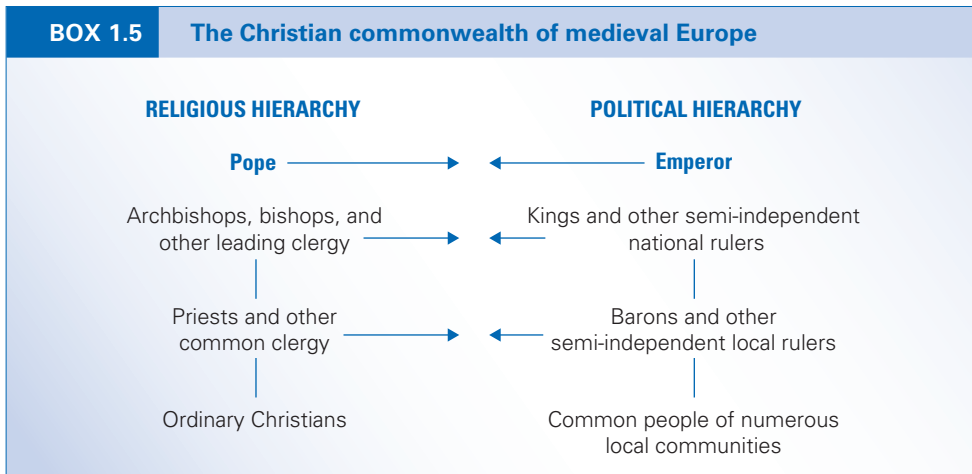 BOX 1.5 The Christian commonwealth of medieval Europe
RELIGIOUS HIERARCHY
POLITICAL HIERARCHY
Pope
Emperor
Archbishops, bishops, and
other leading clergy
Kings and other semi-independent
national rulers
Priests and other
common clergy
Barons and other
semi-independent local rulers
Ordinary Christians
Common people of numerous
local communities